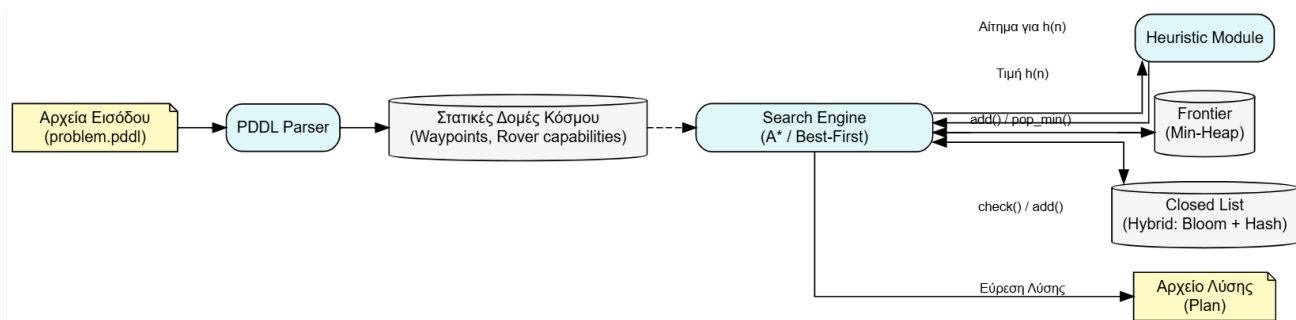 Αρχεία Εισόδου
(problem.pddl)
PDDL Parser
Στατικές Δομές Κόσμου
(Waypoints, Rover capabilities)
Search Engine
(A* / Best-First)
Αίτημα για h(n)
Τιμή h(n)
add() / pop_min()
check() / add()
Εύρεση Λύσης
Heuristic Module
Frontier
(Min-Heap)
Closed List
(Hybrid: Bloom + Hash)
Αρχείο Λύσης
(Plan)